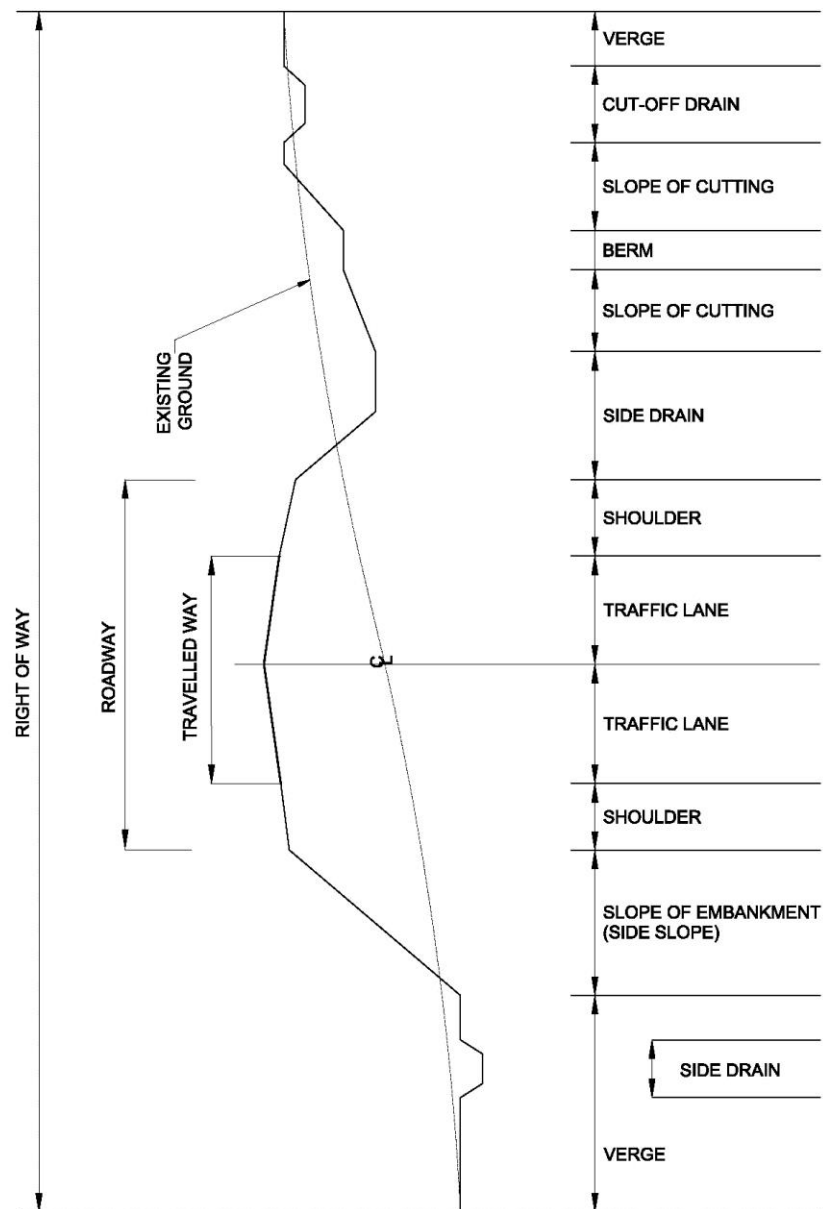 VERGE
CUT-OFF DRAIN
SLOPE OF CUTTING
BERM
SLOPE OF CUTTING
EXISTING
GROUND
SIDE DRAIN
SHOULDER
TRAFFIC LANE
RIGHT OF WAY
ROADWAY
TRAVELLED WAY
CL
TRAFFIC LANE
SHOULDER
SLOPE OF EMBANKMENT
(SIDE SLOPE)
SIDE DRAIN
VERGE